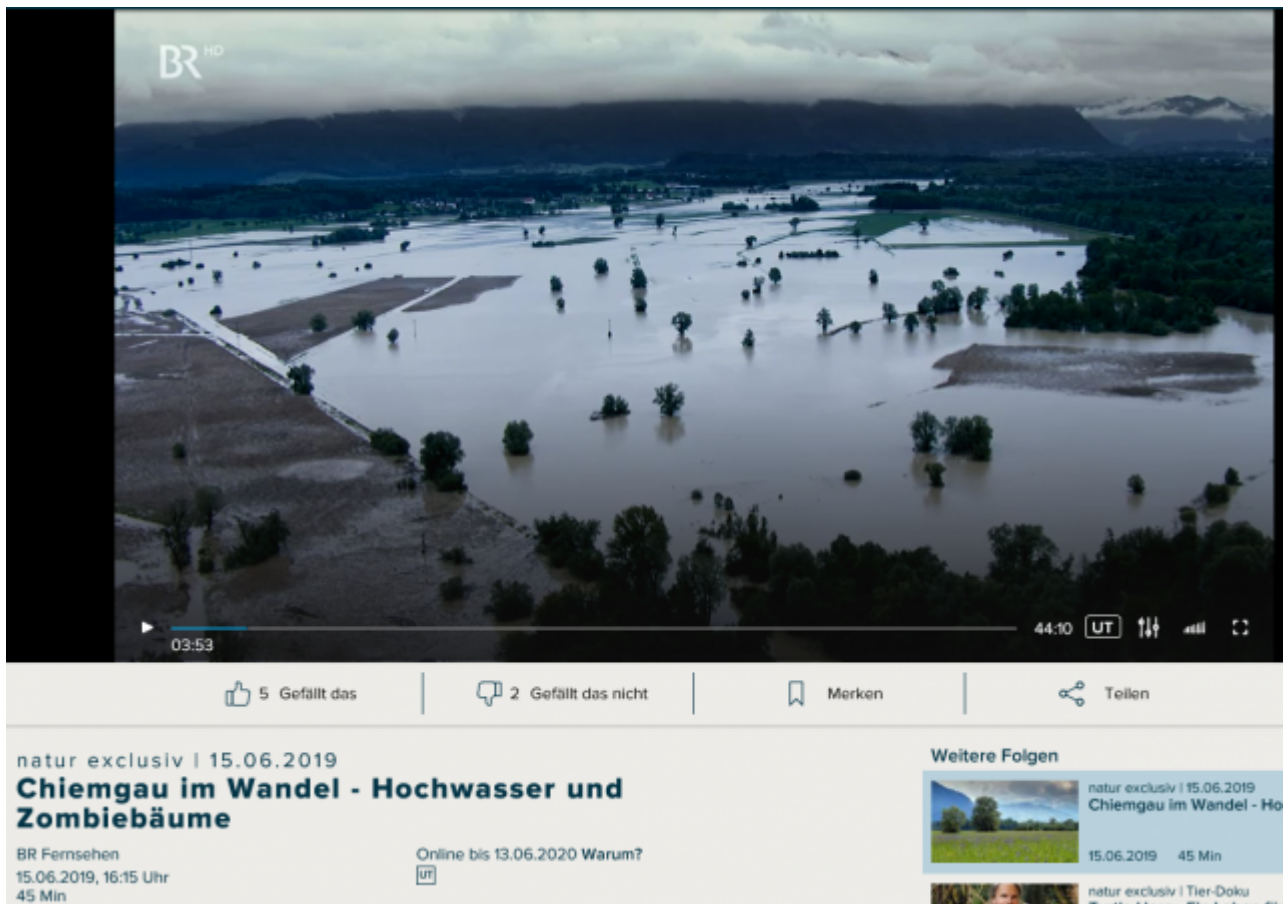 BR HD
03:53
44:10 UT
5 Gefällt das
2 Gefällt das nicht
Merken
Teilen
natur exclusiv | 15.06.2019
Chiemgau im Wandel - Hochwasser und
Zombiebäume
BR Fernsehen
15.06.2019, 16:15 Uhr
45 Min
Online bis 13.06.2020 Warum?
UT
Weitere Folgen
natur exclusiv | 15.06.2019
Chiemgau im Wandel - Ho
15.06.2019 45 Min
natur exclusiv | Tier-Doku